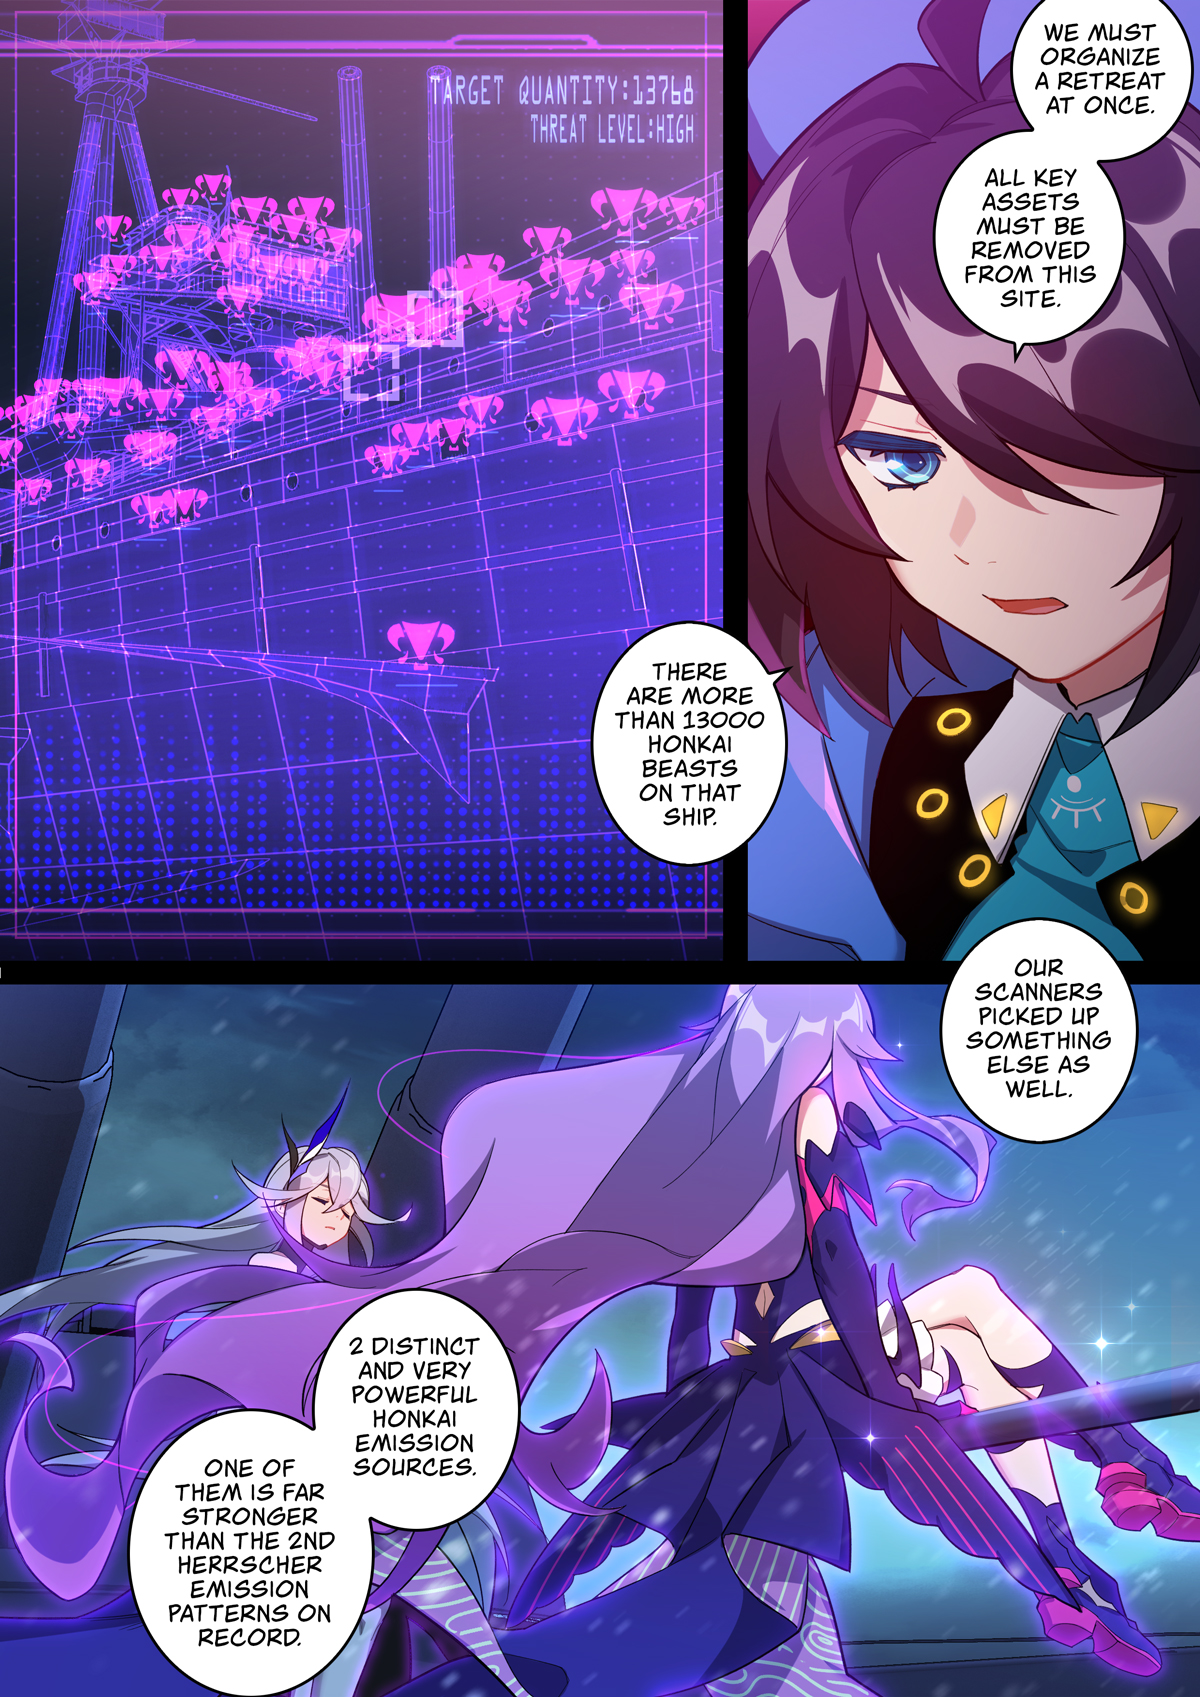 TARGET QUANTITY:13768
THREAT LEVEL:HIGH
WE MUST
ORGANIZE
A RETREAT
AT ONCE.
ALL KEY
ASSETS
MUST BE
REMOVED
FROM THIS
SITE.
THERE
ARE MORE
THAN 13000
HONKAI
BEASTS
ON THAT
SHIP.
OUR
SCANNERS
PICKED UP
SOMETHING
ELSE AS
WELL.
2 DISTINCT
AND VERY
POWERFUL
HONKAI
EMISSION
SOURCES.
ONE OF
THEM IS FAR
STRONGER
THAN THE 2ND
HERRSCHER
EMISSION
PATTERNS ON
RECORD.